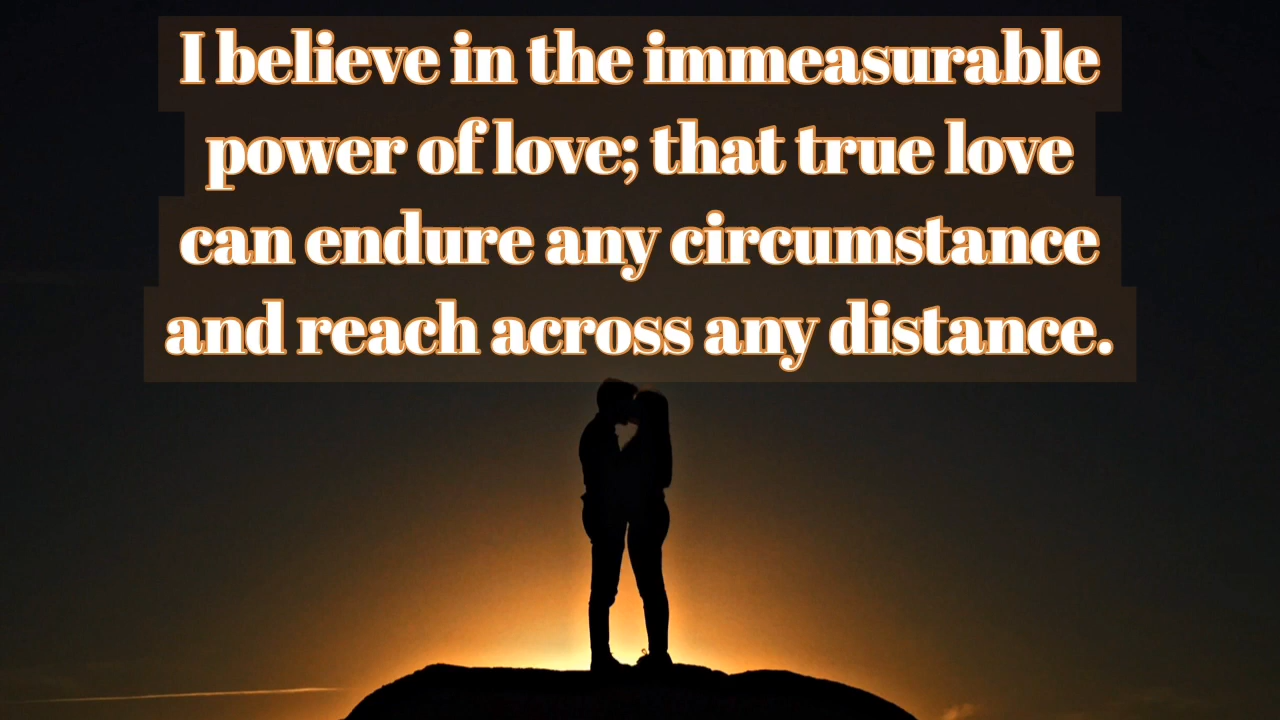 I believe in the immeasurable
power of love; that true love
can endure any circumstance
and reach across any distance.